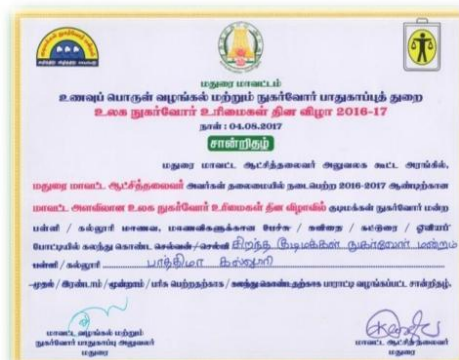 மதுரை மாவட்டம்
உணவுப் பொருள் வழங்கல் மற்றும் நுகர்வோர் பாதுகாப்புத் துறை
உலக நுகர்வோர் உரிமைகள் தின விழா 2016-17
நாள் : 04.08.2017
சான்றிதழ்
மதுரை மாவட்ட ஆட்சித்தலைவர் அலுவலக கூட்ட அரங்கில்,
மதுரை மாவட்ட ஆட்சித்தலைவர் அவர்கள் தலைமையில் நடைபெற்ற 2016-2017 ஆண்டிற்கான
மாவட்ட அளவிலான உலக நுகர்வோர் உரிமைகள் தின விழாவில் குடிமக்கள் நுகர்வோர் மன்ற
பள்ளி / கல்லூரி மாணவ, மாணவிகளுக்கான பேச்சு / கவிதை / கட்டுரை / ஓவியப்
போட்டியில் கலந்து கொண்ட செல்வன் / செல்வி சிறந்த குடிமக்கள் நுகர்வோர் மன்றம்
பள்ளி / கல்லூரி பாத்திமா கல்லூரி
முதல் / இரண்டாம் / மூன்றாம் / பரிசு பெற்றதற்காக / கலந்துகொண்டதற்காக பாராட்டி வழங்கப்பட்ட சான்றிதழ்.
மாவட்ட வழங்கல் மற்றும்
நுகர்வோர் பாதுகாப்பு அலுவலர்
மதுரை
மாவட்ட ஆட்சித்தலைவர்
மதுரை